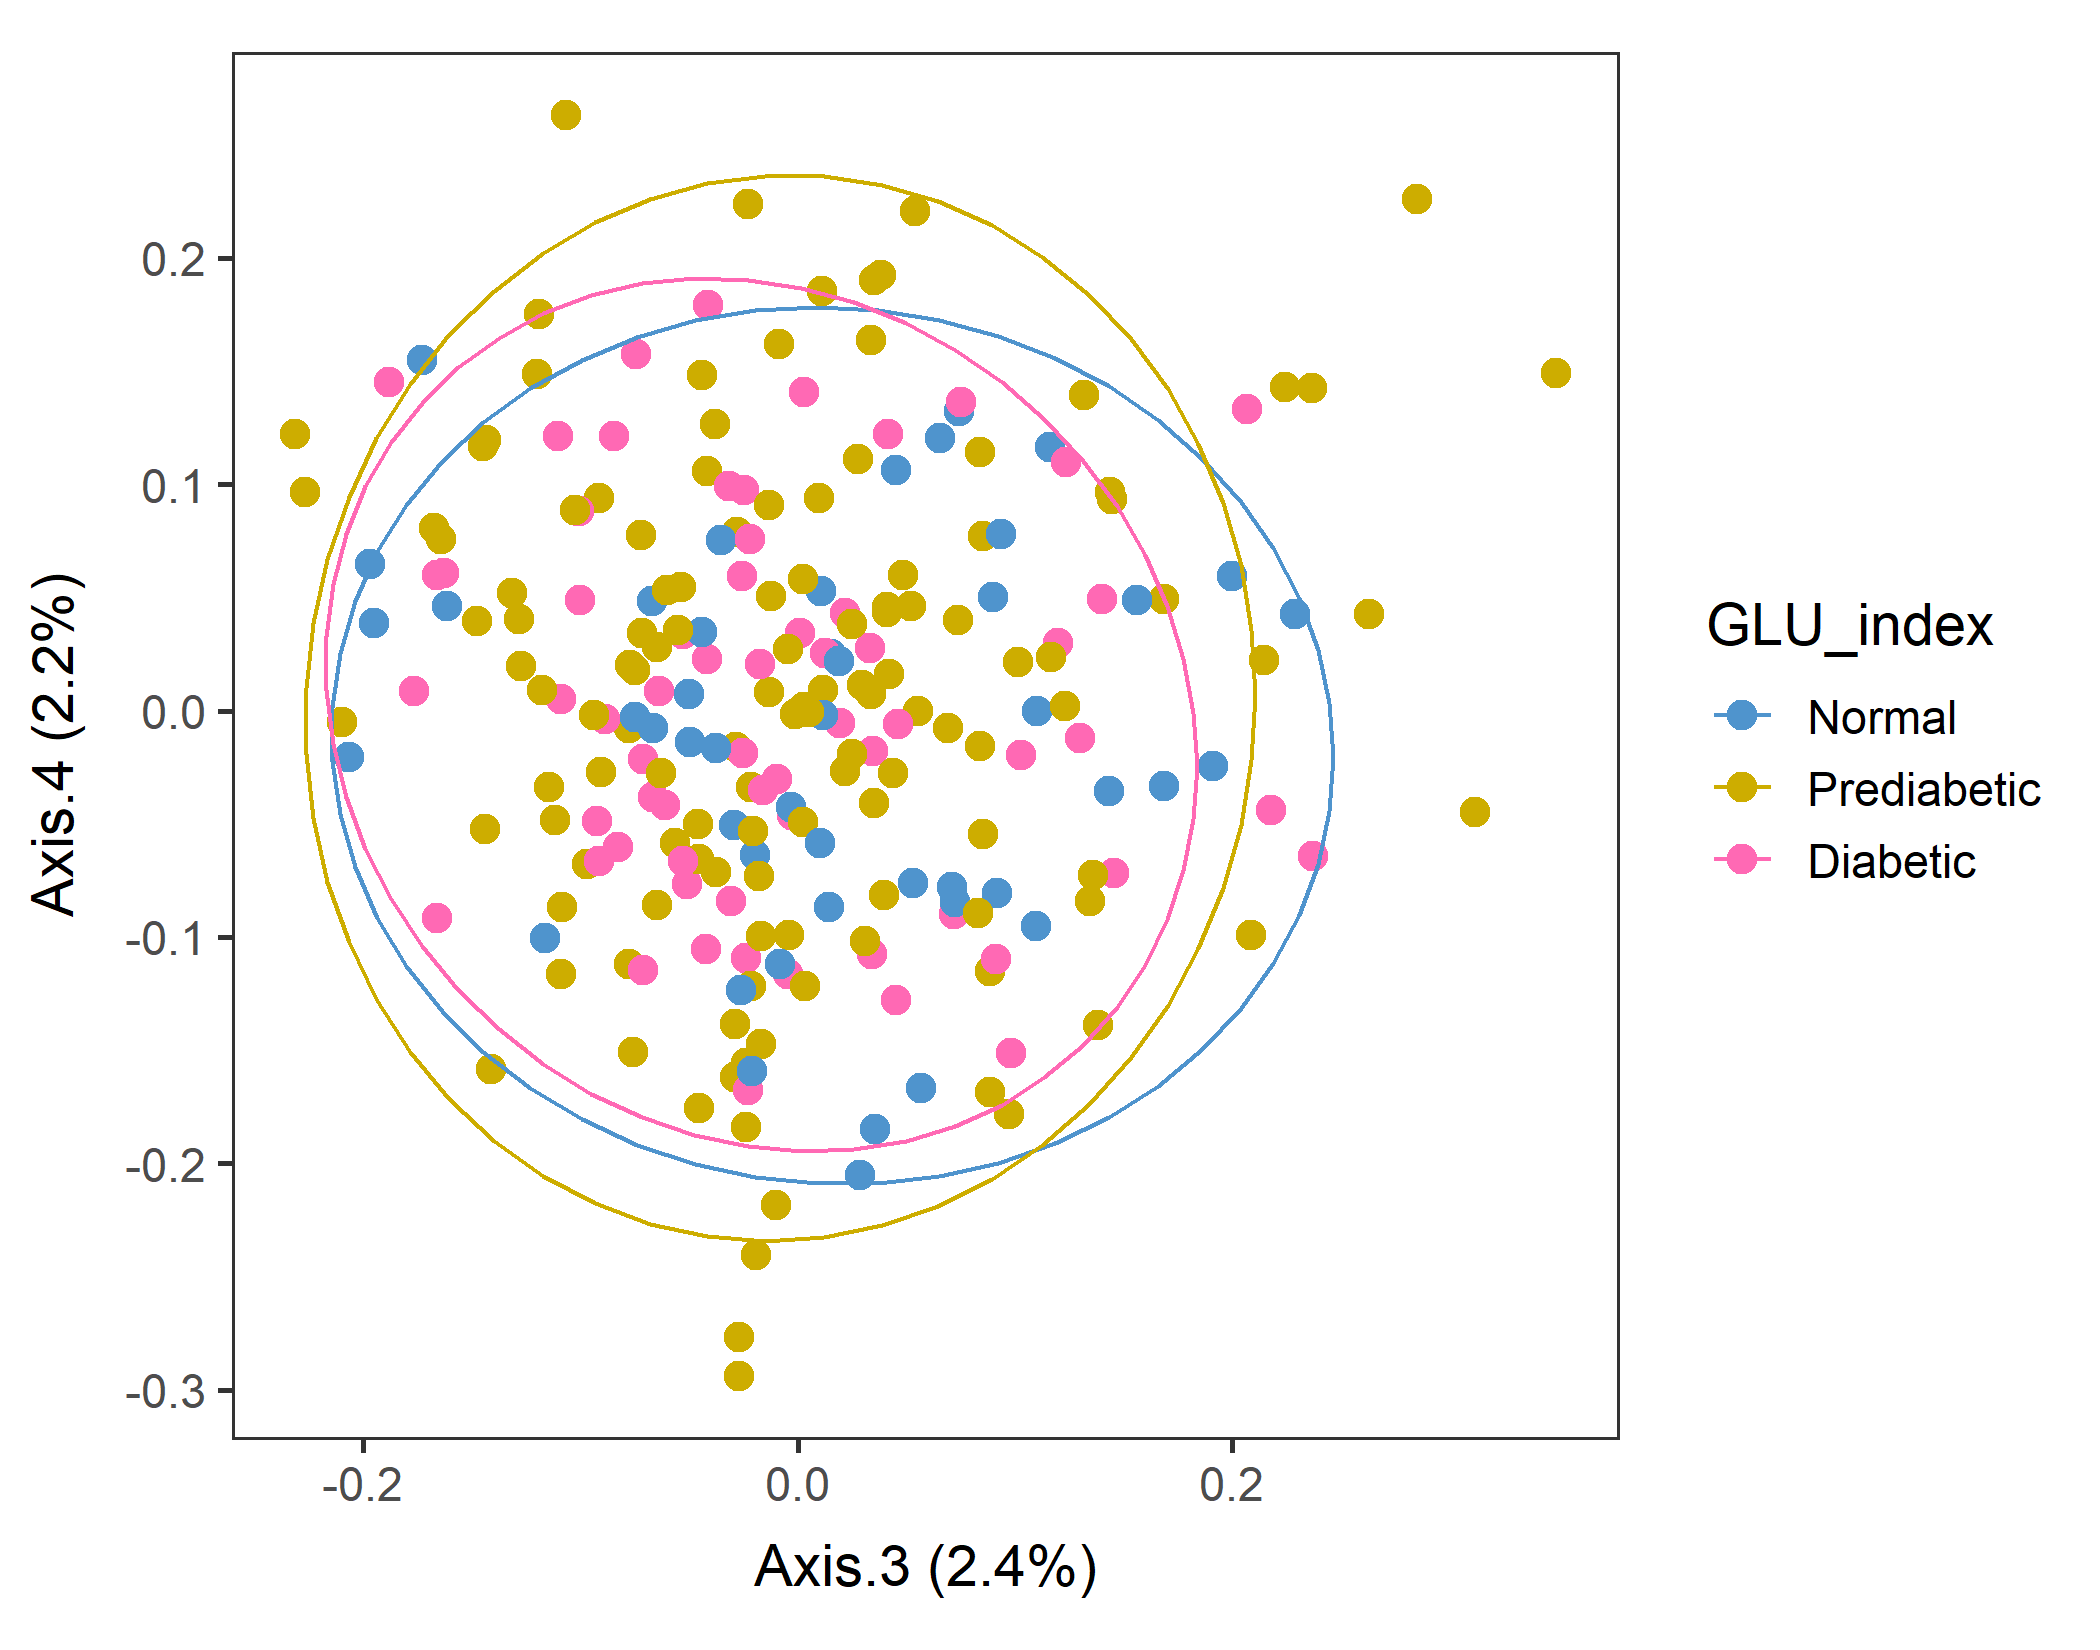 Axis.4 (2.2%)
0.2
0.1
0.0
-0.1
-0.2
-0.3
-0.2 0.0 0.2
Axis.3 (2.4%)
GLU_index
Normal
Prediabetic
Diabetic